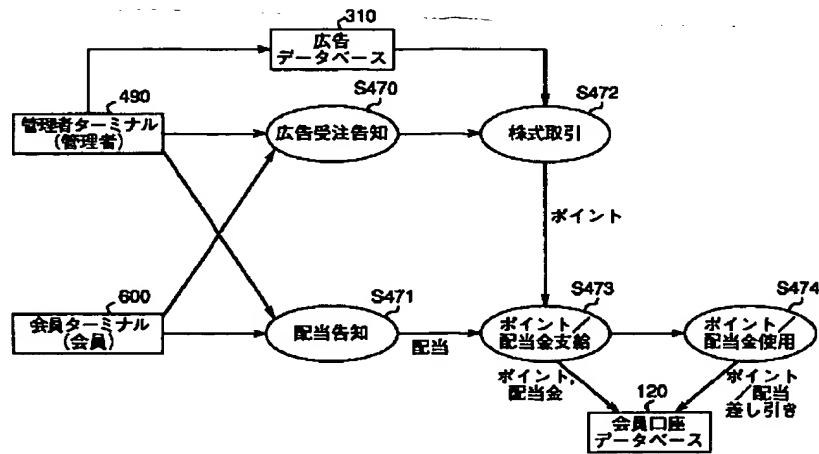 310
広告
データベース
490
管理者ターミナル
(管理者)
S470
広告受注告知
S472
株式取引
ポイント
600
会員ターミナル
(会員)
S471
配当告知
配当
S473
ポイント/
配当金支給
S474
ポイント/
配当金使用
ポイント,
配当金
120
会員口座
データベース
ポイント
/配当
差し引き